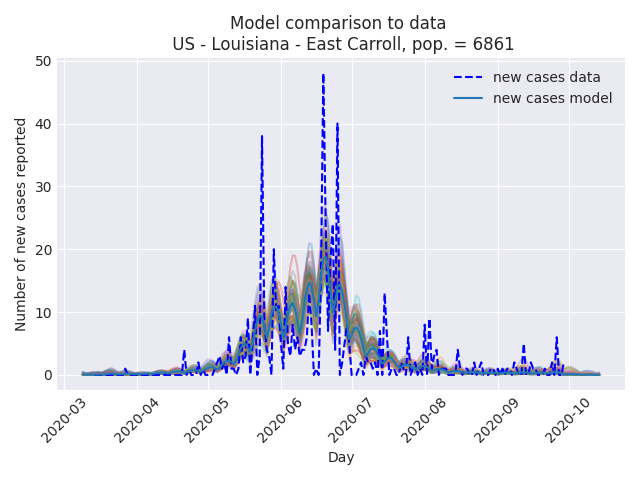 Model comparison to data
US - Louisiana - East Carroll, pop. = 6861
new cases data
new cases model
Number of new cases reported
50
40
30
20
10
0
2020-03
2020-04
2020-05
2020-06
2020-07
2020-08
2020-09
2020-10
Day